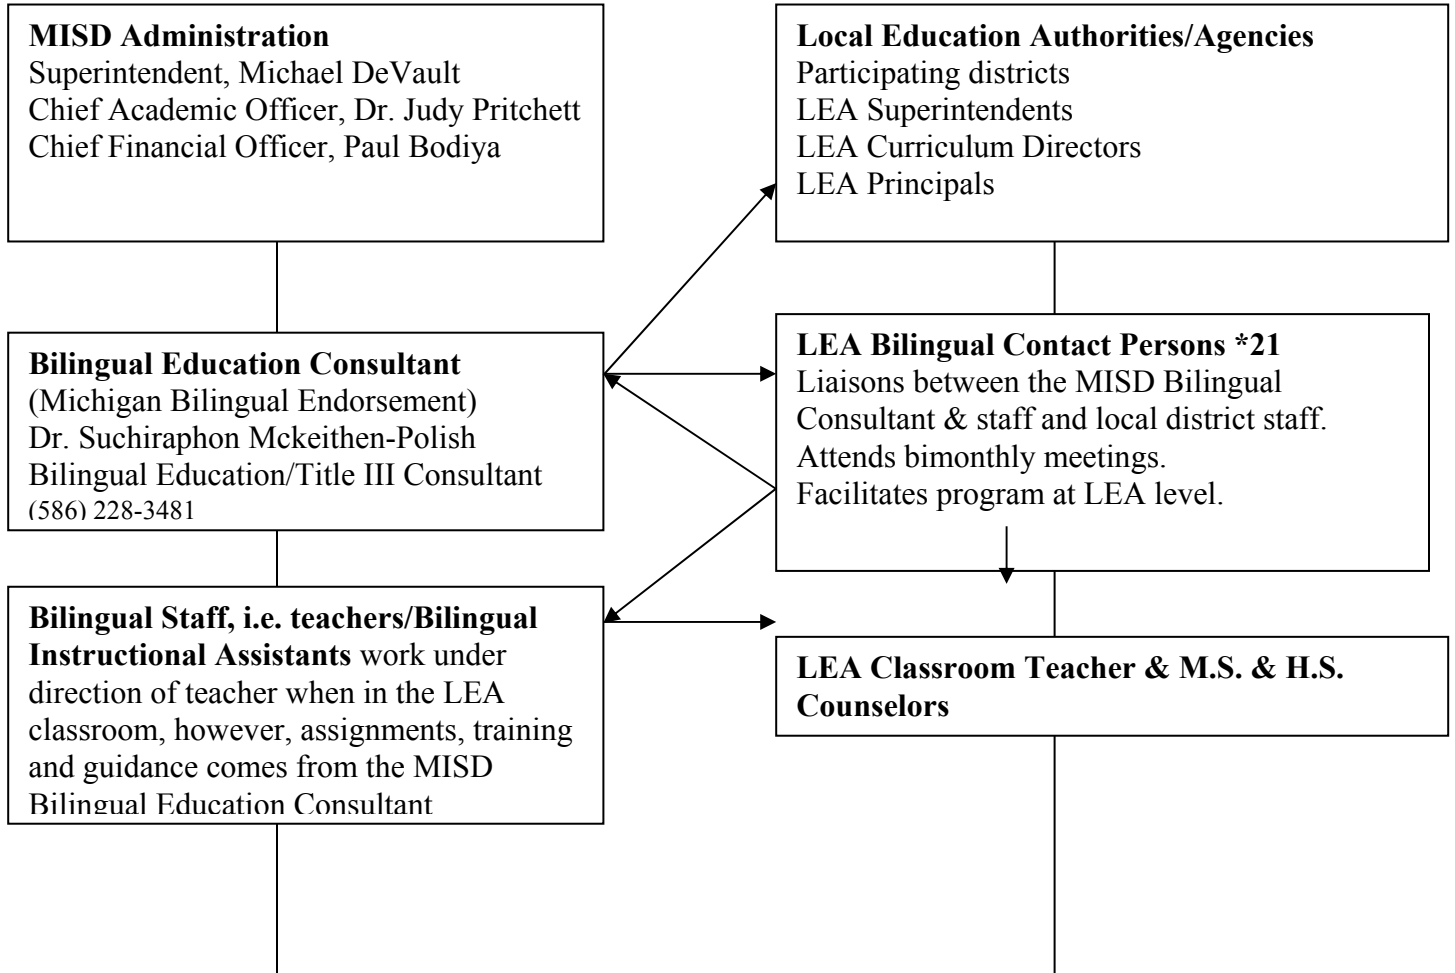 MISD Administration
Superintendent, Michael DeVault
Chief Academic Officer, Dr. Judy Pritchett
Chief Financial Officer, Paul Bodiya
Local Education Authorities/Agencies
Participating districts
LEA Superintendents
LEA Curriculum Directors
LEA Principals
Bilingual Education Consultant
(Michigan Bilingual Endorsement)
Dr. Suchiraphon Mckeithen-Polish
Bilingual Education/Title III Consultant
(586) 228-3481
LEA Bilingual Contact Persons *21
Liaisons between the MISD Bilingual
Consultant & staff and local district staff.
Attends bimonthly meetings.
Facilitates program at LEA level.
Bilingual Staff, i.e. teachers/Bilingual
Instructional Assistants work under
direction of teacher when in the LEA
classroom, however, assignments, training
and guidance comes from the MISD
Bilingual Education Consultant
LEA Classroom Teacher & M.S. & H.S.
Counselors